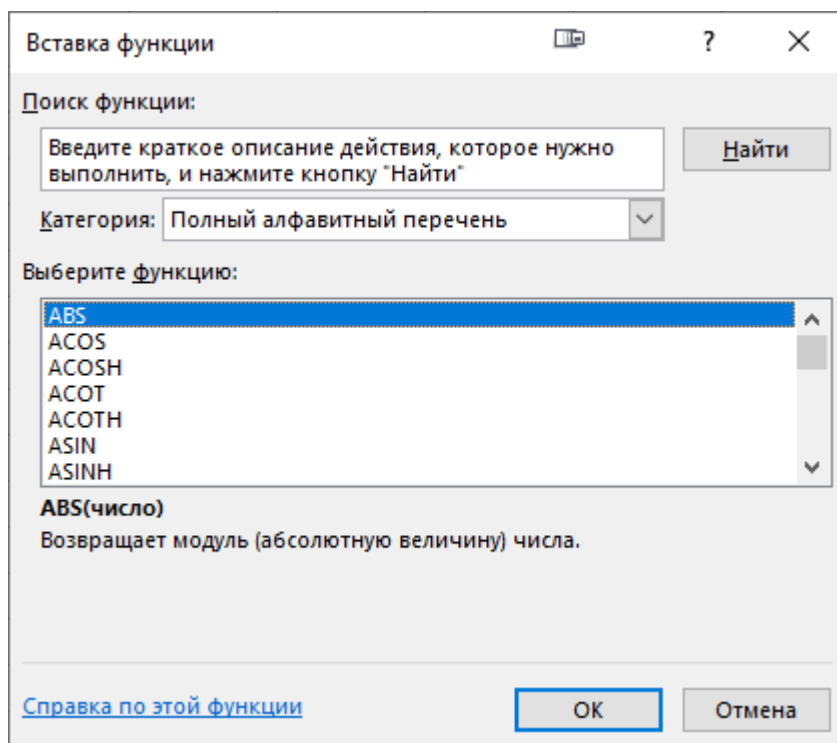 Вставка функции
?
Поиск функции:
Введите краткое описание действия, которое нужно
выполнить, и нажмите кнопку "Найти"
Найти
Категория: Полный алфавитный перечень
Выберите функцию:
ABS
ACOS
ACOSH
ACOT
ACOTH
ASIN
ASINH
ABS(число)
Возвращает модуль (абсолютную величину) числа.
Справка по этой функции
ОК
Отмена